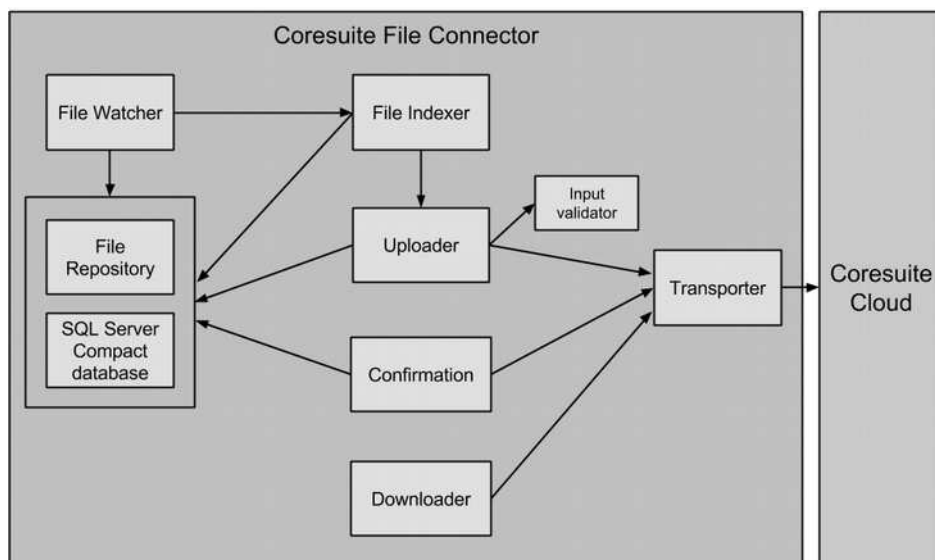 Coresuite File Connector
File Watcher
File Indexer
Input
validator
File
Repository
Uploader
Transporter
Coresuite
Cloud
SQL Server
Compact
database
Confirmation
Downloader